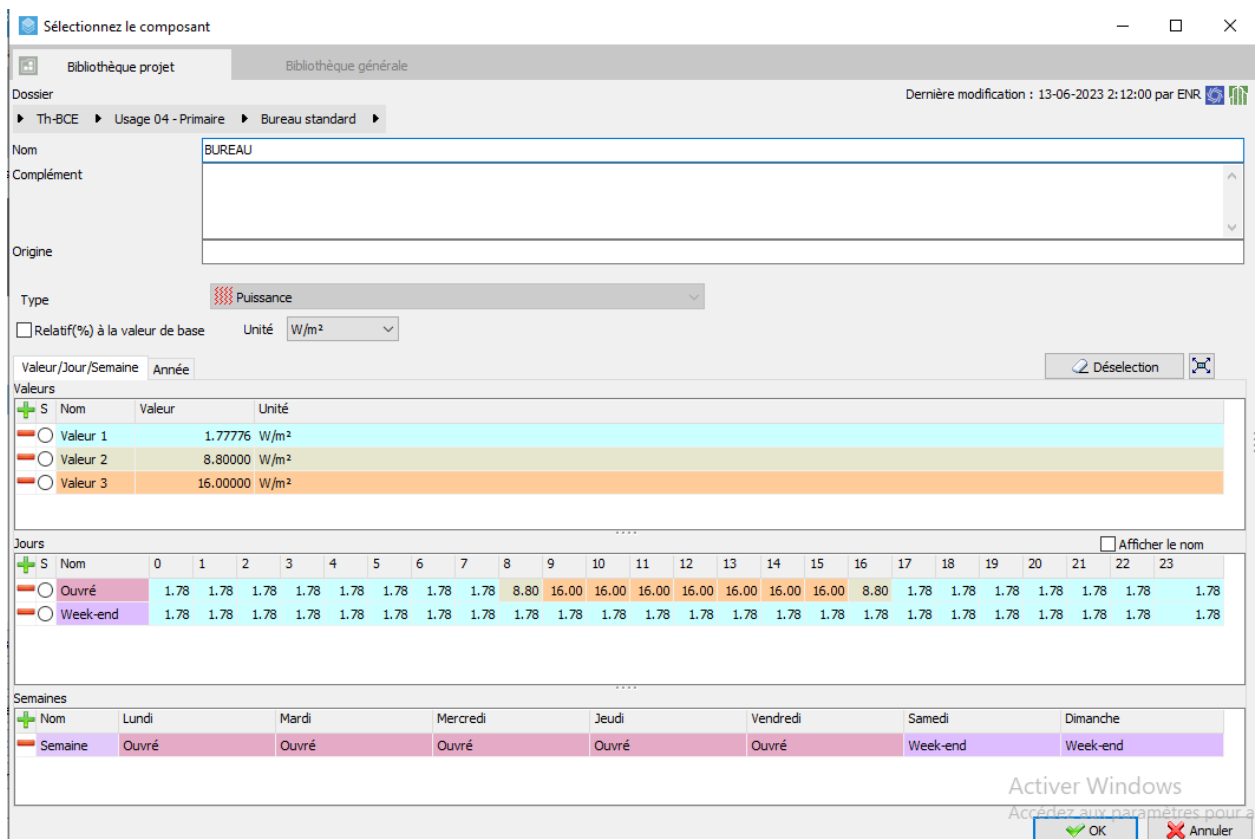 Sélectionnez le composant
Bibliothèque projet Bibliothèque générale
Dossier Dernière modification : 13-06-2023 2:12:00 par ENR
Th-BCE Usage 04 - Primaire Bureau standard
Nom BUREAU
Complément
Origine
Type Puissance
Relatif(%) à la valeur de base Unité W/m²
Valeur/Jour/Semaine Année Déselection
Valeurs
S Nom Valeur Unité
Valeur 1 1.77776 W/m²
Valeur 2 8.80000 W/m²
Valeur 3 16.00000 W/m²
Jours Afficher le nom
S Nom 0 1 2 3 4 5 6 7 8 9 10 11 12 13 14 15 16 17 18 19 20 21 22 23
Ouvré 1.78 1.78 1.78 1.78 1.78 1.78 1.78 1.78 8.80 16.00 16.00 16.00 16.00 16.00 16.00 16.00 8.80 1.78 1.78 1.78 1.78 1.78 1.78 1.78
Week-end 1.78 1.78 1.78 1.78 1.78 1.78 1.78 1.78 1.78 1.78 1.78 1.78 1.78 1.78 1.78 1.78 1.78 1.78 1.78 1.78 1.78 1.78 1.78 1.78
Semaines
Nom Lundi Mardi Mercredi Jeudi Vendredi Samedi Dimanche
Semaine Ouvré Ouvré Ouvré Ouvré Ouvré Week-end Week-end
Activer Windows
Accédez aux paramètres pour a
OK Annuler